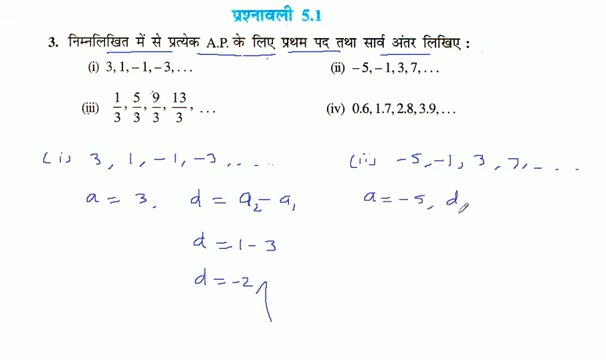 प्रश्नावली 5.1
3. निम्नलिखित में से प्रत्येक A.P. के लिए प्रथम पद तथा सार्व अंतर लिखिए :
(i) 3, 1, – 1, – 3, . . . (ii) – 5, – 1, 3, 7, . . .
(iii) 1/3, 5/3, 9/3, 13/3, . . . (iv) 0.6, 1.7, 2.8, 3.9, . . .
(i) 3, 1, -1, -3, ..... (ii) -5, -1, 3, 7, - ...
a = 3, d = a₂ - a₁ a = -5, d
d = 1 - 3
d = -2